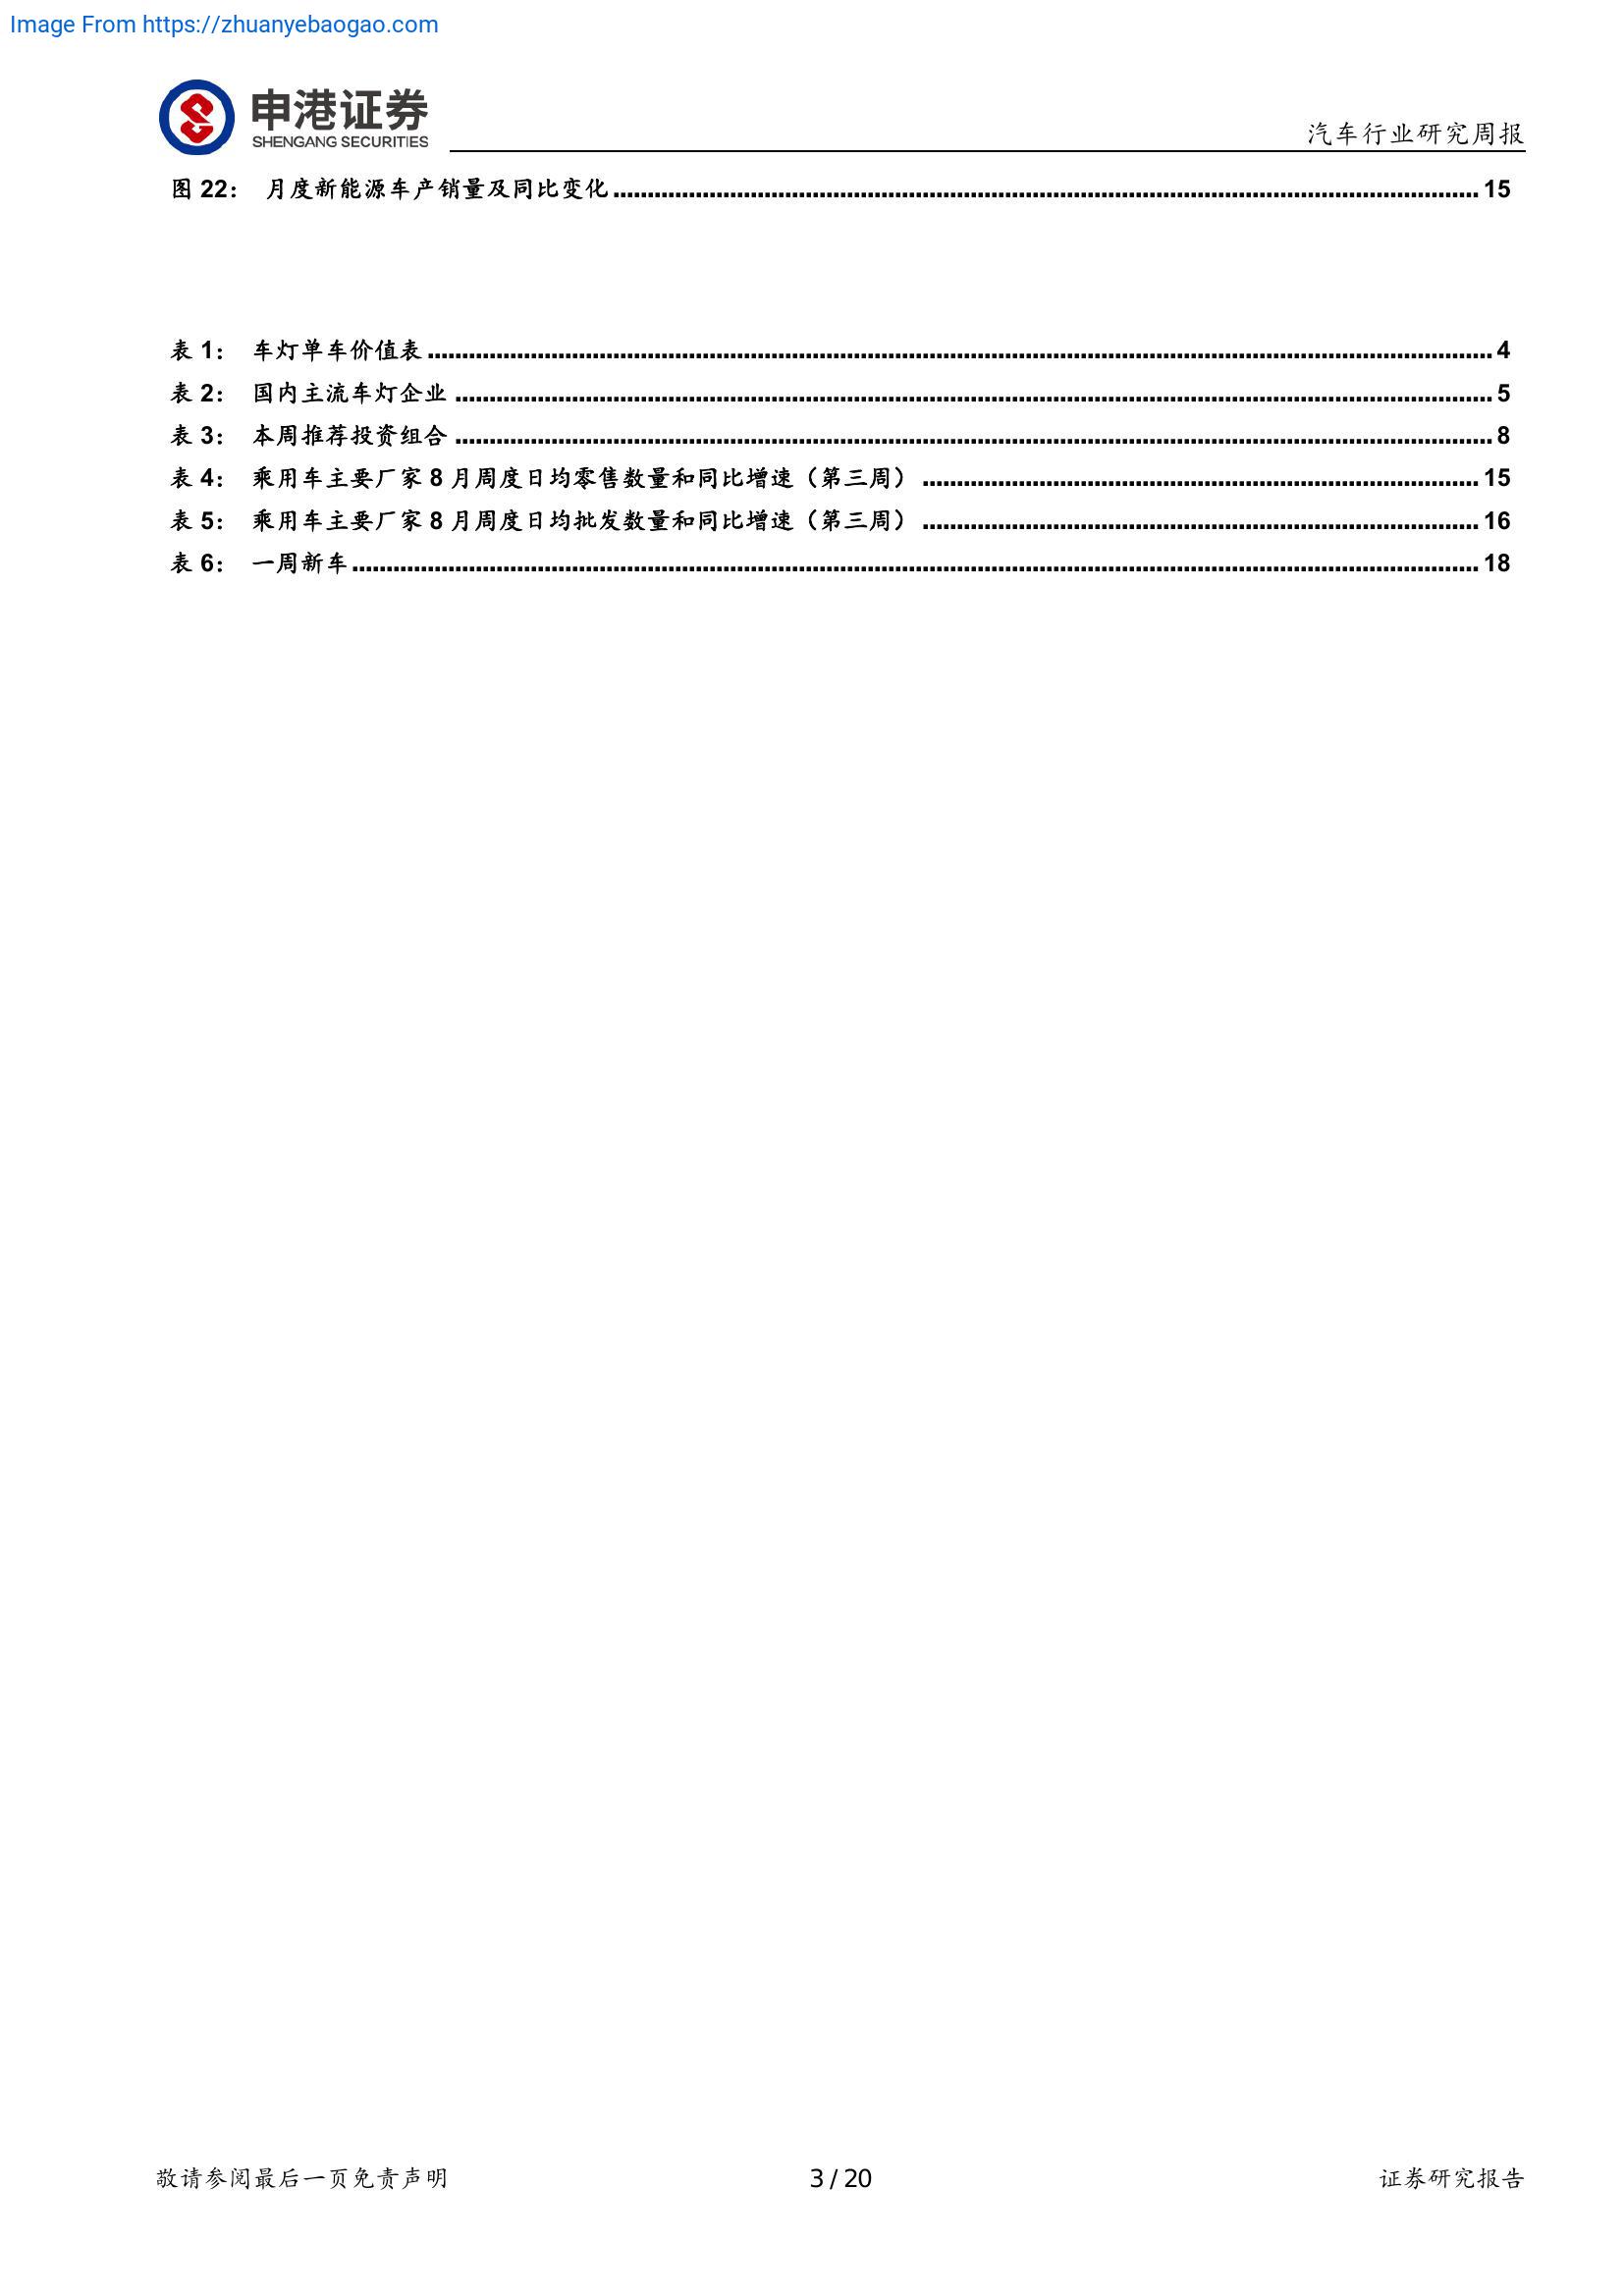 Image From https://zhuanyebaogao.com
申港证券
SHENGANG SECURITIES
汽车行业研究周报
图 22： 月度新能源车产销量及同比变化 15
表 1： 车灯单车价值表 4
表 2： 国内主流车灯企业 5
表 3： 本周推荐投资组合 8
表 4： 乘用车主要厂家 8 月周度日均零售数量和同比增速（第三周） 15
表 5： 乘用车主要厂家 8 月周度日均批发数量和同比增速（第三周） 16
表 6： 一周新车 18
敬请参阅最后一页免责声明 3 / 20 证券研究报告